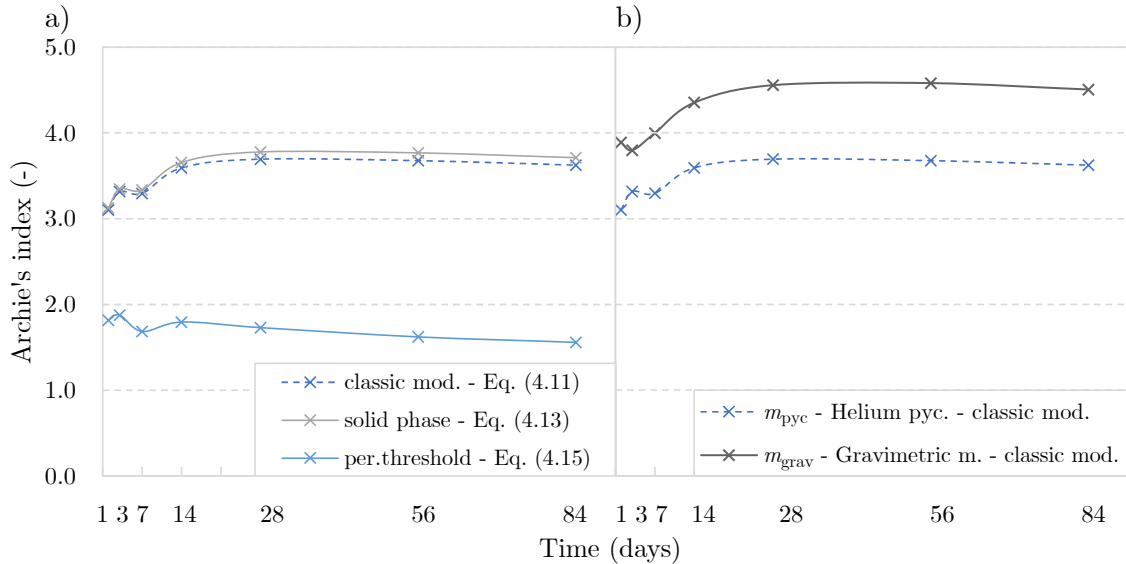 a)
b)
5.0
4.0
3.0
2.0
1.0
0.0
Archie's index (-)
classic mod. - Eq. (4.11)
solid phase - Eq. (4.13)
per.threshold - Eq. (4.15)
mpyc - Helium pyc. - classic mod.
mgrav - Gravimetric m. - classic mod.
1 3 7 14 28 56 84
1 3 7 14 28 56 84
Time (days)